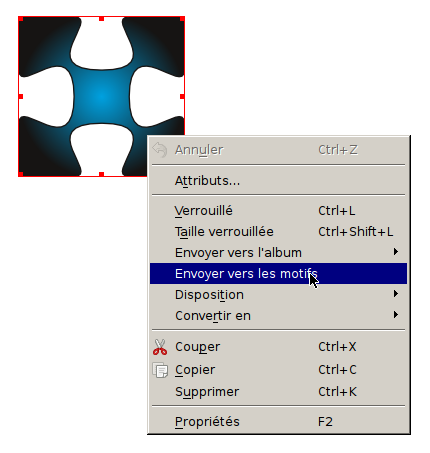 Annuler Ctrl+Z
Attributs...
Verrouillé Ctrl+L
Taille verrouillée Ctrl+Shift+L
Envoyer vers l'album
Envoyer vers les motifs
Disposition
Convertir en
Couper Ctrl+X
Copier Ctrl+C
Supprimer Ctrl+K
Propriétés F2